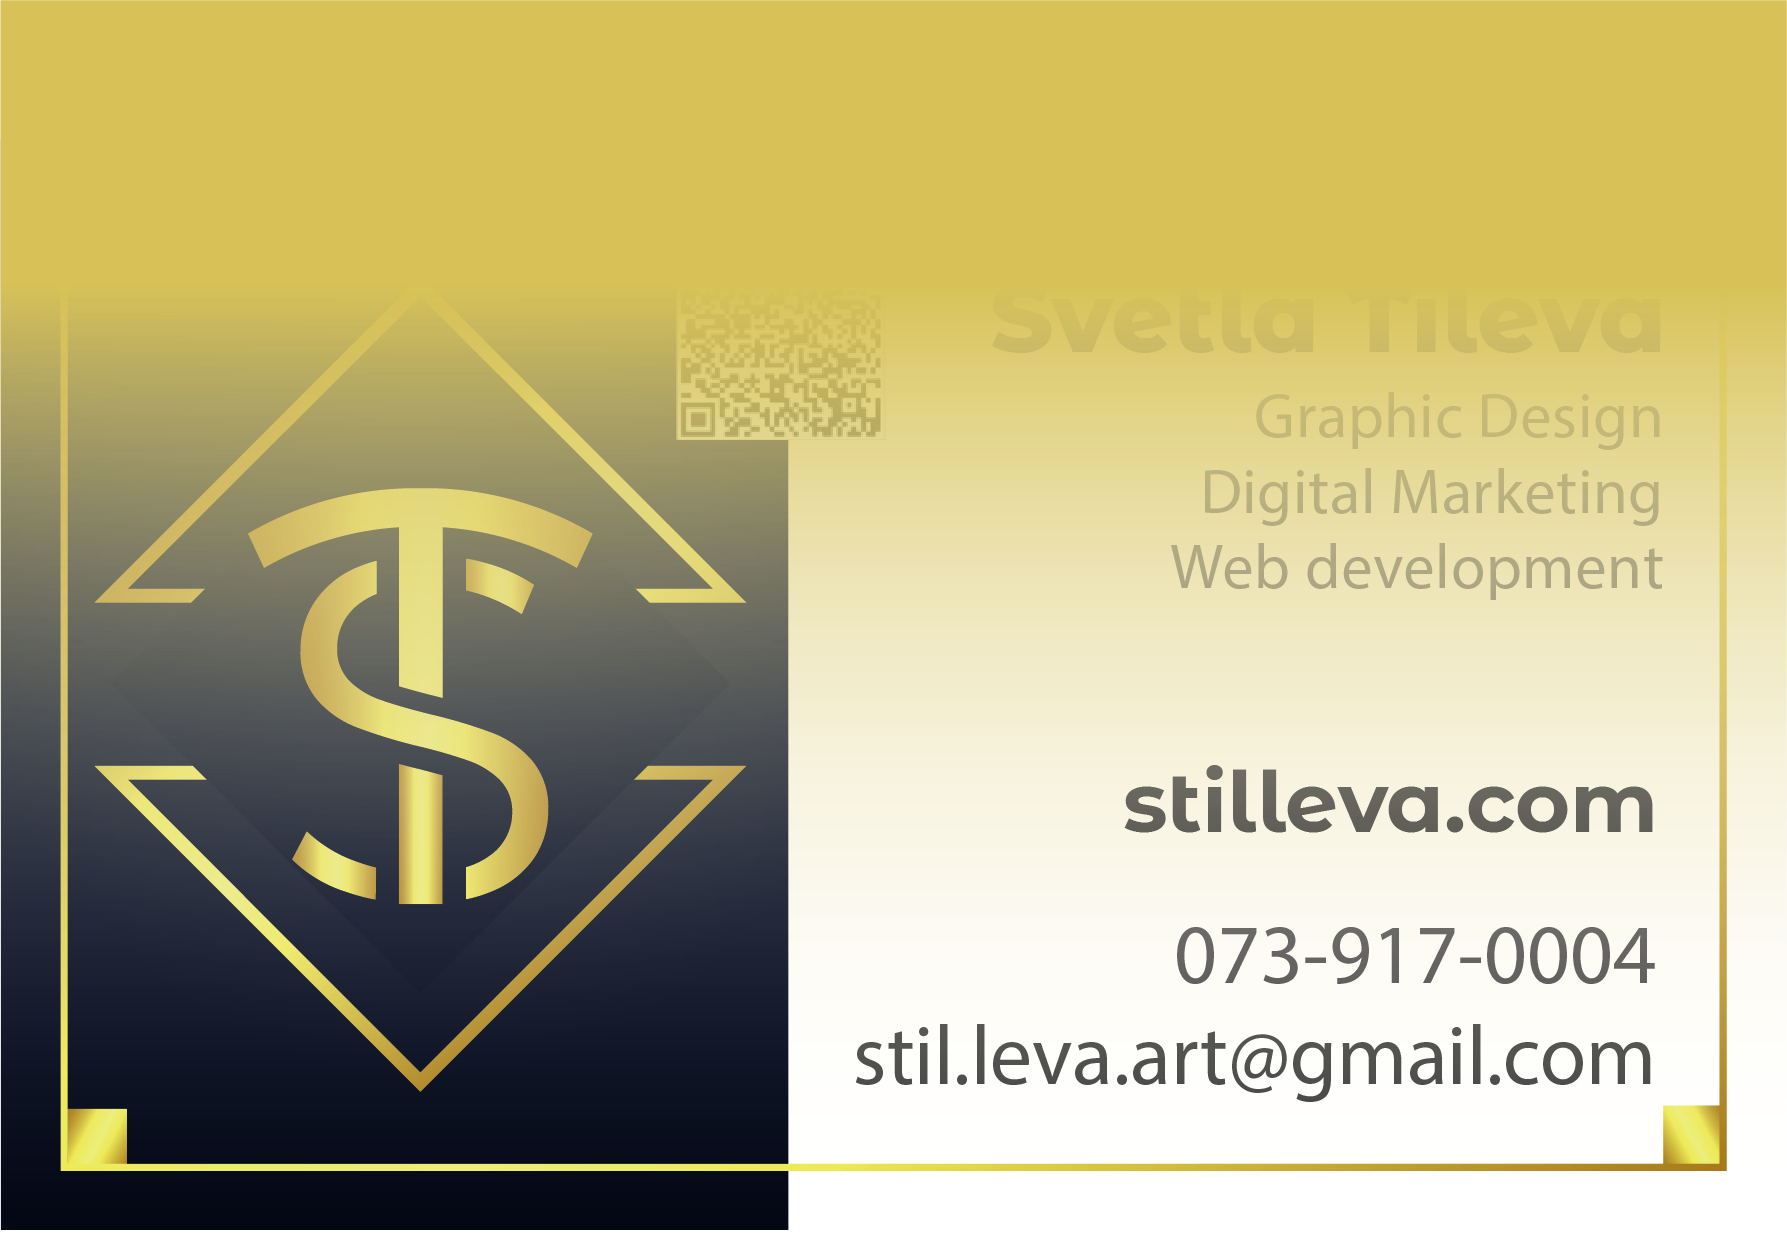 Svetla Tileva
Graphic Design
Digital Marketing
Web development
stilleva.com
073-917-0004
stil.leva.art@gmail.com